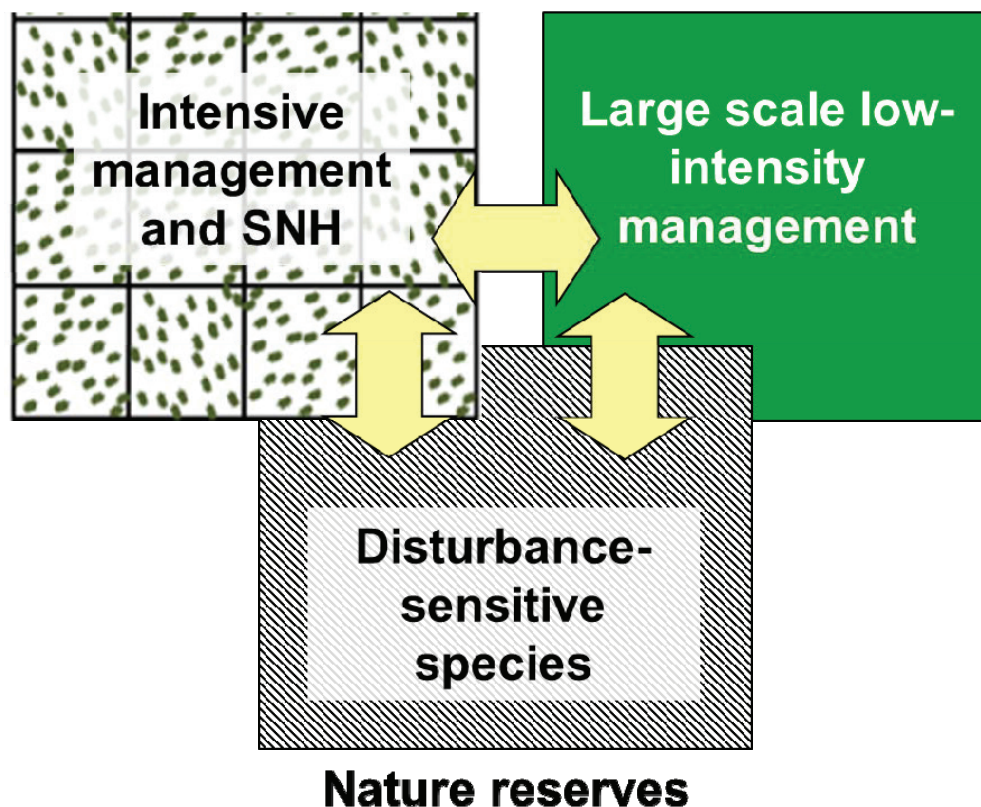 Intensive
management
and SNH
Large scale low-
intensity
management
Disturbance-
sensitive
species
Nature reserves